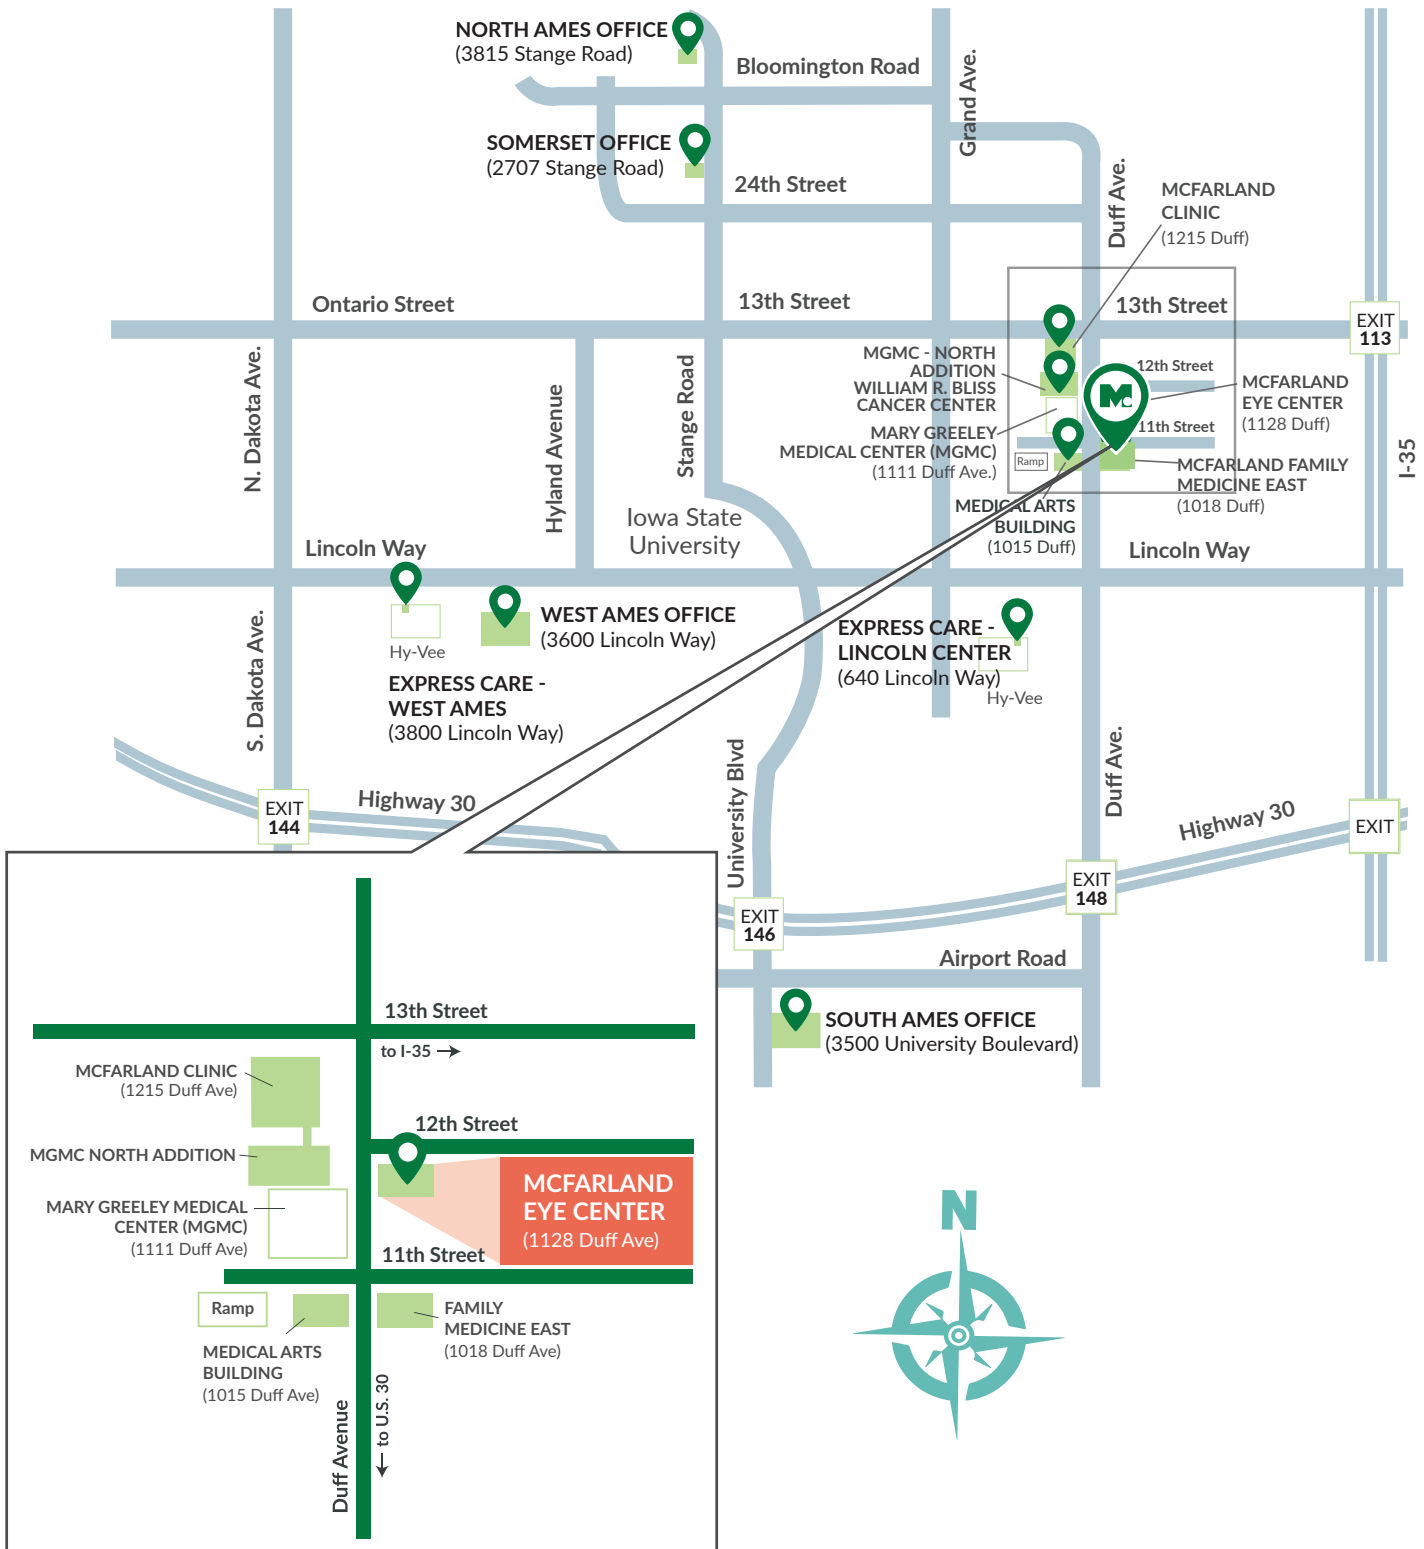 NORTH AMES OFFICE
(3815 Stange Road)
Bloomington Road
Grand Ave.
SOMERSET OFFICE
(2707 Stange Road)
24th Street
Duff Ave.
MCFARLAND
CLINIC
(1215 Duff)
Ontario Street
13th Street
13th Street
EXIT
113
N. Dakota Ave.
Hyland Avenue
Stange Road
MGMC - NORTH
ADDITION
WILLIAM R. BLISS
CANCER CENTER
MARY GREELEY
MEDICAL CENTER (MGMC)
(1111 Duff Ave.)
12th Street
M
11th Street
Ramp
MCFARLAND
EYE CENTER
(1128 Duff)
MCFARLAND FAMILY
MEDICINE EAST
(1018 Duff)
I-35
MEDICAL ARTS
BUILDING
(1015 Duff)
Iowa State
University
Lincoln Way
Lincoln Way
S. Dakota Ave.
Hy-Vee
WEST AMES OFFICE
(3600 Lincoln Way)
EXPRESS CARE -
WEST AMES
(3800 Lincoln Way)
EXPRESS CARE -
LINCOLN CENTER
(640 Lincoln Way)
Hy-Vee
University Blvd
Duff Ave.
EXIT
144
Highway 30
Highway 30
EXIT
EXIT
148
EXIT
146
Airport Road
SOUTH AMES OFFICE
(3500 University Boulevard)
13th Street
to I-35
MCFARLAND CLINIC
(1215 Duff Ave)
12th Street
MGMC NORTH ADDITION
MCFARLAND
EYE CENTER
(1128 Duff Ave)
MARY GREELEY MEDICAL
CENTER (MGMC)
(1111 Duff Ave)
11th Street
Ramp
FAMILY
MEDICINE EAST
(1018 Duff Ave)
MEDICAL ARTS
BUILDING
(1015 Duff Ave)
Duff Avenue
to U.S. 30
N